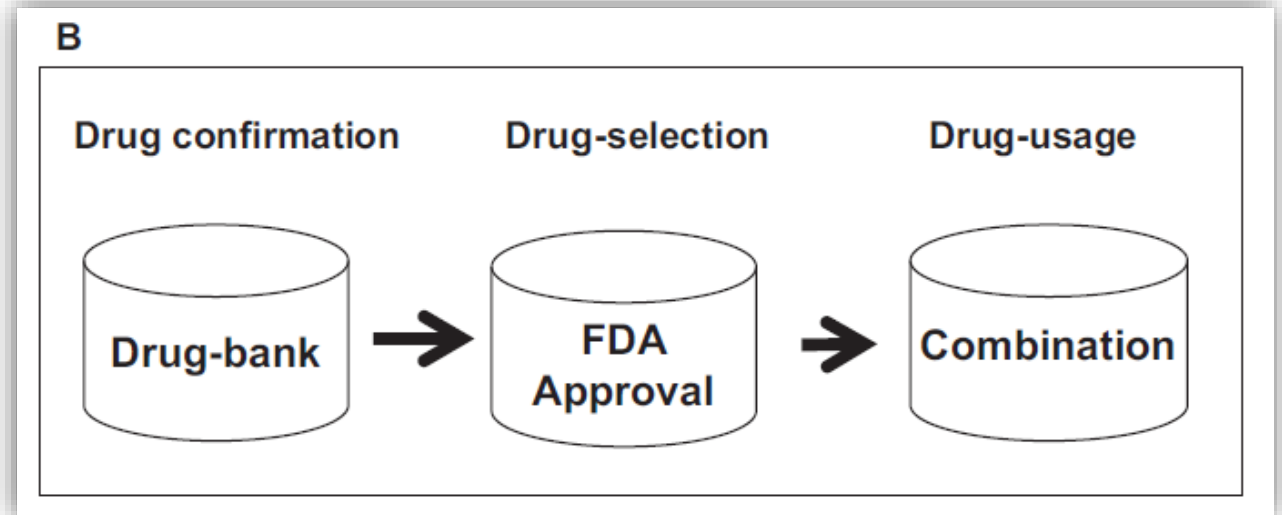 B
Drug confirmation
Drug-selection
Drug-usage
Drug-bank
FDA
Approval
Combination